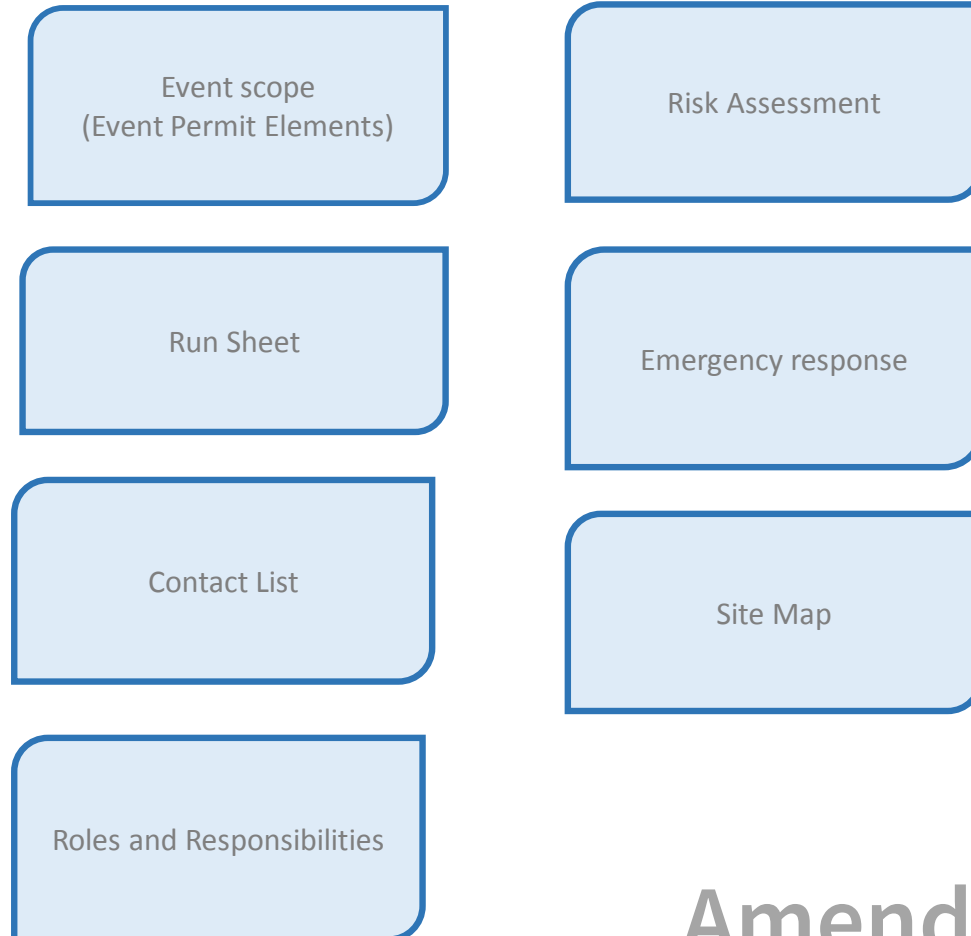 Event scope
(Event Permit Elements)
Risk Assessment
Run Sheet
Emergency response
Contact List
Site Map
Roles and Responsibilities
Amend